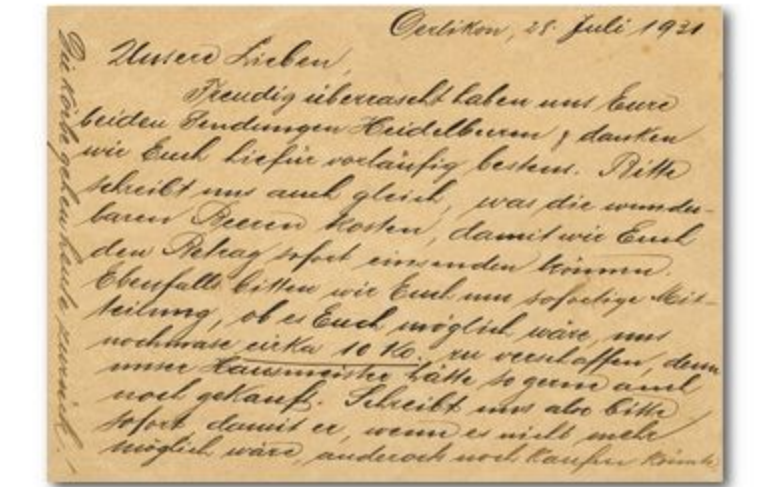 Oerlikon, 28. Juli 1931
Unsere Lieben,
Freudig überrascht haben uns Eure
beiden Sendungen Heidelbeeren & danken
wir Euch hiefür vorläufig bestens. Bitte
schreibt uns auch gleich, was die wunder-
baren Beeren kosten, damit wir Euch
den Betrag sofort einsenden können.
Ebenfalls bitten wir Euch um sofortige Mit-
teilung, ob es Euch möglich wäre, uns
nochmals cirka 10 Ko. zu verschaffen, denn
unser Hausmeister hätte so gerne auch
noch gekauft. Schreibt uns also bitte
sofort, damit er, wenn es nicht mehr
möglich wäre, anderorts noch kaufen könnte
Die Körbe gehen heute zurück!